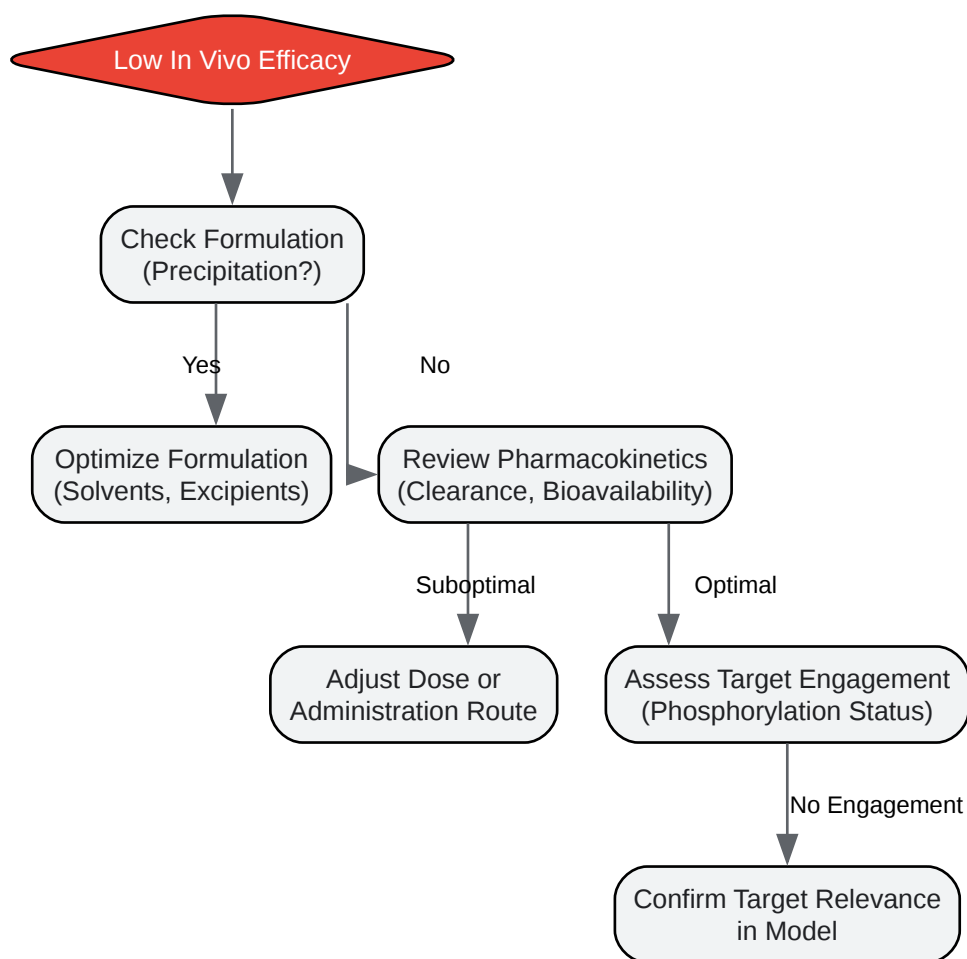 Low In Vivo Efficacy
Check Formulation
(Precipitation?)
Yes
No
Optimize Formulation
(Solvents, Excipients)
Review Pharmacokinetics
(Clearance, Bioavailability)
Suboptimal
Optimal
Adjust Dose or
Administration Route
Assess Target Engagement
(Phosphorylation Status)
No Engagement
Confirm Target Relevance
in Model